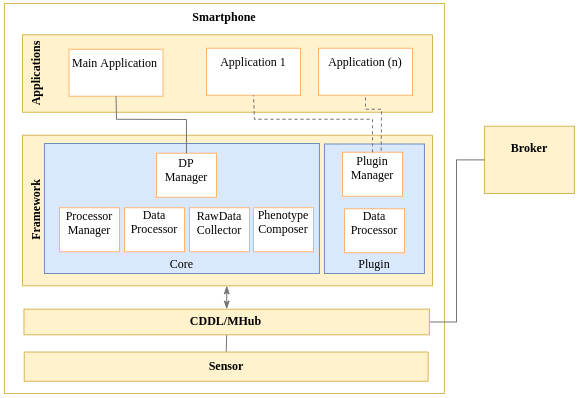 Smartphone
Applications
Main Application
Application 1
Application (n)
Broker
Framework
DP
Manager
Plugin
Manager
Processor
Manager
Data
Processor
RawData
Collector
Phenotype
Composer
Data
Processor
Core
Plugin
CDDL/MHub
Sensor